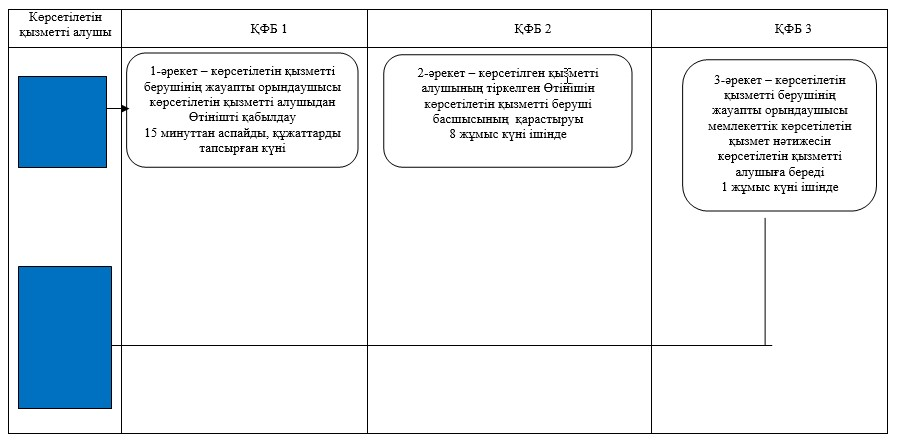 Көрсетілетін
қызметті алушы
ҚФБ 1
ҚФБ 2
ҚФБ 3
1-әрекет – көрсетілетін қызметті
берушінің жауапты орындаушысы
көрсетілетін қызметті алушыдан
Өтінішті қабылдау
15 минуттан аспайды, құжаттарды
тапсырған күні
2-әрекет – көрсетілген қызметті
алушының тіркелген Өтінішін
көрсетілетін қызметті беруші
басшысының қарастыруы
8 жұмыс күні ішінде
3-әрекет – көрсетілетін
қызметті берушінің
жауапты орындаушысы
мемлекеттік көрсетілетін
қызмет нәтижесін
көрсетілетін қызметті
алушыға береді
1 жұмыс күні ішінде